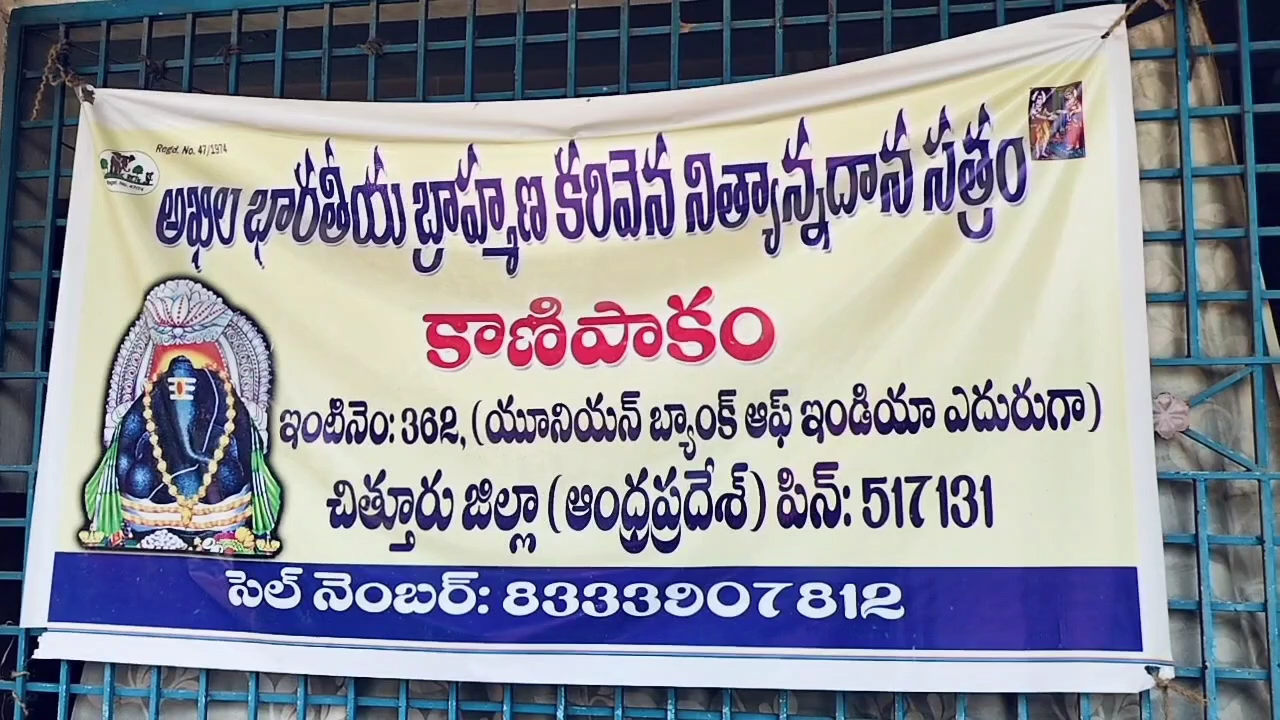 Regd. No. 47/1974
అఖిల భారతీయ బ్రాహ్మణ కరివెన నిత్యాన్నదాన సత్రం
కాణిపాకం
ఇంటినెం: 362, (యూనియన్ బ్యాంక్ ఆఫ్ ఇండియా ఎదురుగా)
చిత్తూరు జిల్లా (ఆంధ్రప్రదేశ్) పిన్: 517131
సెల్ నెంబర్: 8333907812